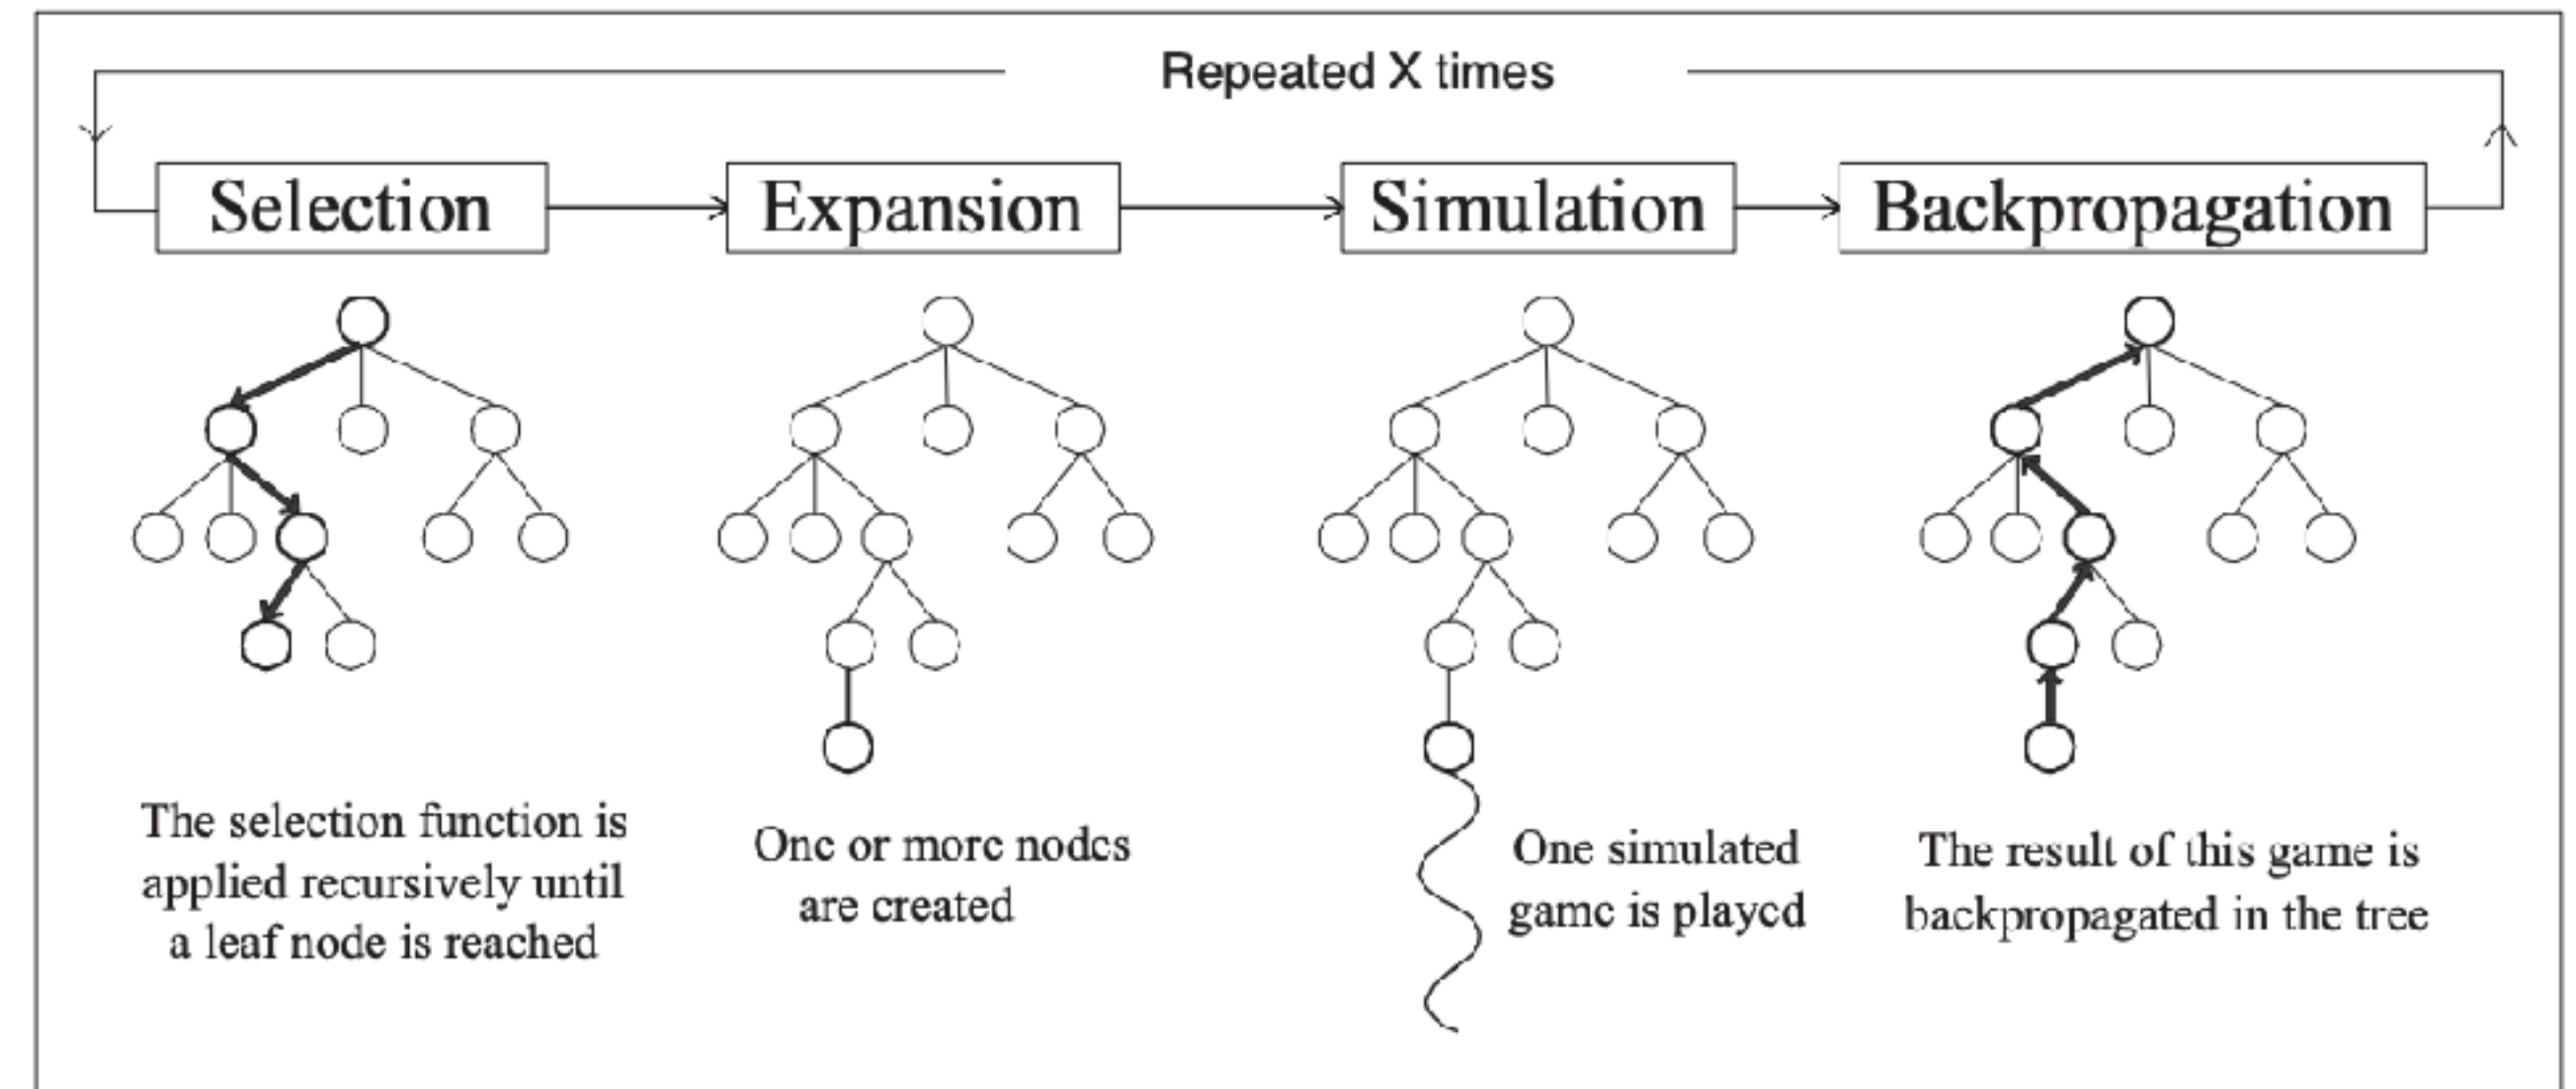 Repeated X times
Selection
Expansion
Simulation
Backpropagation
The selection function is
applied recursively until
a leaf node is reached
One or more nodes
are created
One simulated
game is played
The result of this game is
backpropagated in the tree